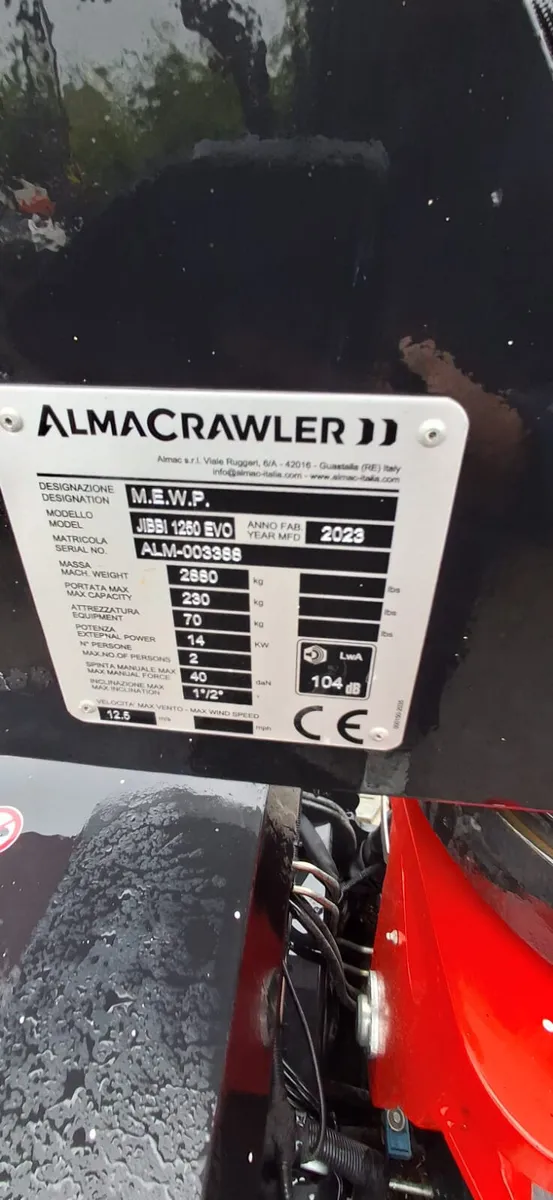 ALMACRAWLER
Almac s.r.l. Viale Ruggeri, 6/A - 42016 - Guastalla (RE) Italy
info@almac-italia.com - www.almac-italia.com
DESIGNAZIONE
DESIGNATION M.E.W.P.
MODELLO
MODEL JIBBI 1250 EVO ANNO FAB. YEAR MFD 2023
MATRICOLA
SERIAL NO. ALM-003388
MASSA
MACH. WEIGHT 2680 kg lbs
PORTATA MAX
MAX CAPACITY 230 kg lbs
ATTREZZATURA
EQUIPMENT 70 kg lbs
POTENZA
EXTERNAL POWER 14 KW
N° PERSONE
MAX.NO.OF PERSONS 2
SPINTA MANUALE MAX
MAX MANUAL FORCE 40 daN
INCLINAZIONE MAX
MAX INCLINATION 1°/2° °
LwA
104 dB
VELOCITA' MAX VENTO - MAX WIND SPEED
12.5 m/s mph
CE